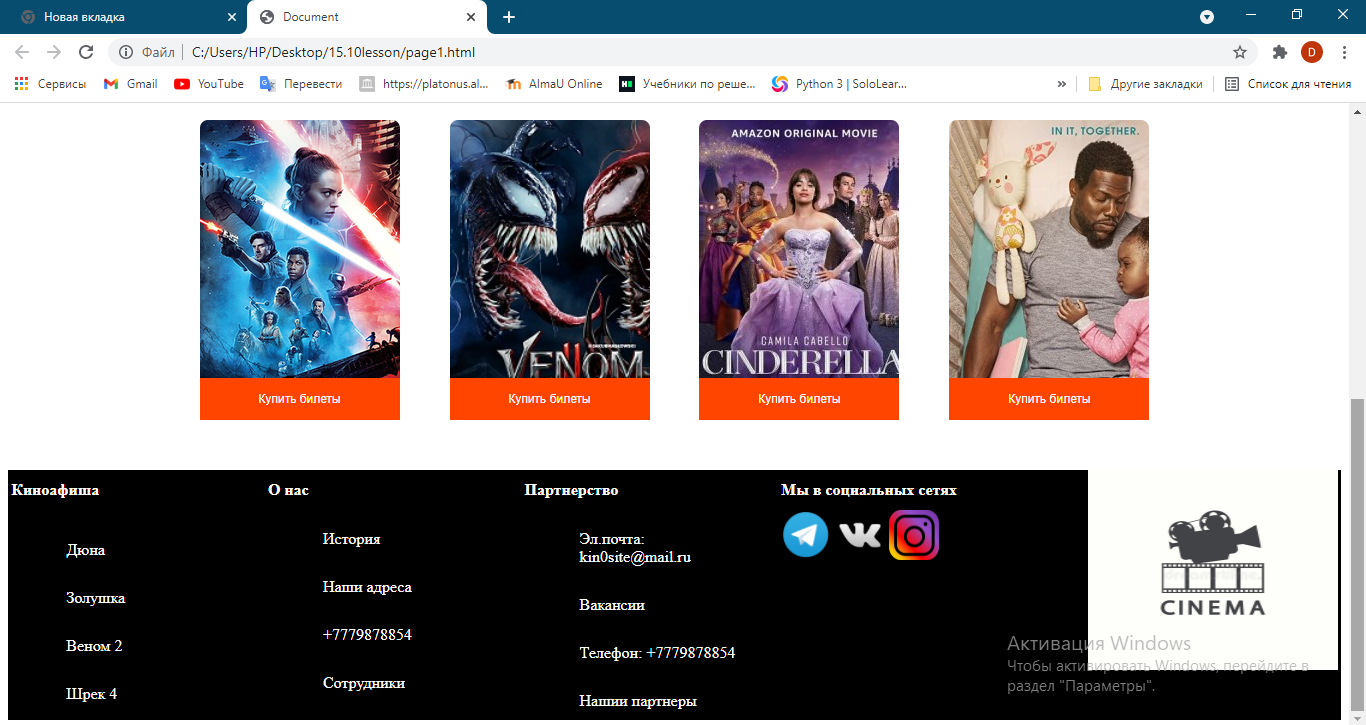 Новая вкладка
Document
Файл
C:/Users/HP/Desktop/15.10lesson/page1.html
D
Сервисы
Gmail
YouTube
Перевести
https://platonus.al...
AlmaU Online
Учебники по реше...
Python 3 | SoloLear...
»
Другие закладки
Список для чтения
AMAZON ORIGINAL MOVIE
IN IT, TOGETHER.
VENOM
CAMILA CABELLO
CINDERELLA
Купить билеты
Купить билеты
Купить билеты
Купить билеты
Киноафиша
Дюна
Золушка
Веном 2
Шрек 4
О нас
История
Наши адреса
+7779878854
Сотрудники
Партнерство
Эл.почта:
kin0site@mail.ru
Вакансии
Телефон: +7779878854
Нашии партнеры
Мы в социальных сетях
CINEMA
Активация Windows
Чтобы активировать Windows, перейдите в
раздел "Параметры".